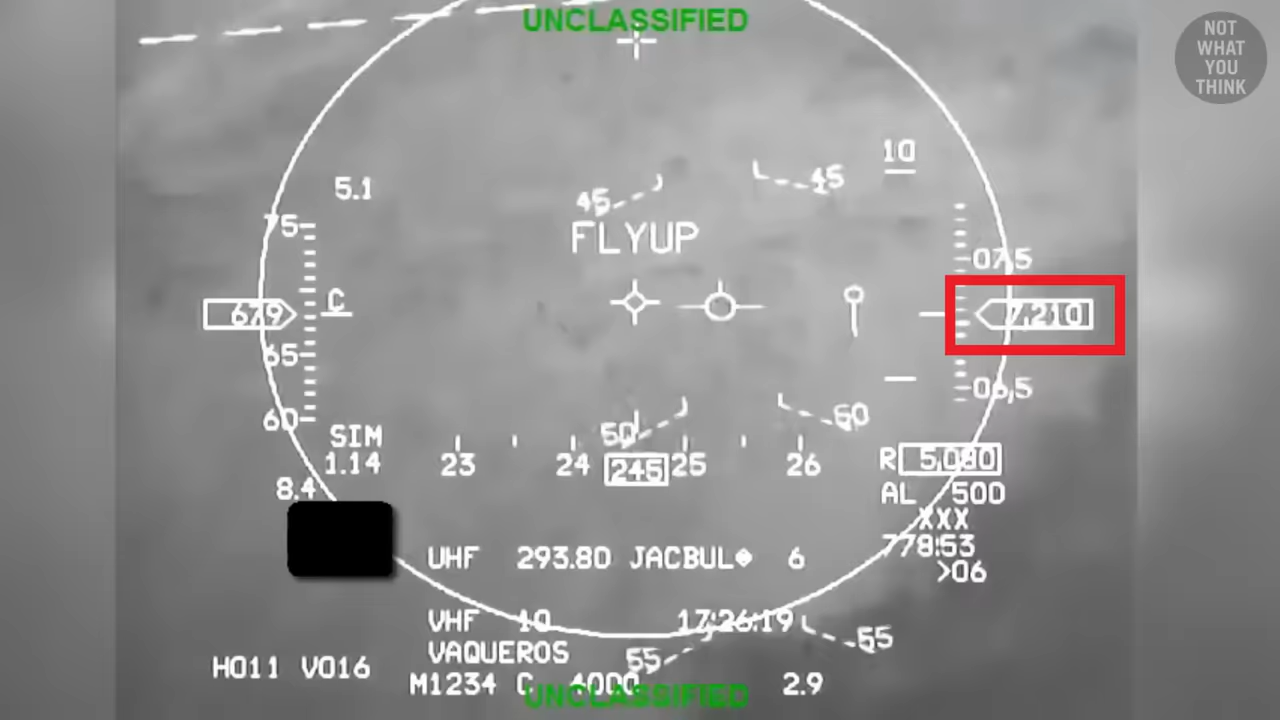 UNCLASSIFIED
NOT
WHAT
YOU
THINK
10
5.1
45
45
75
FLYUP
07,5
C
679
7,210
65
06,5
60
50
50
SIM
1.14
23
24
245
25
26
R 5,080
8.4
AL 500
XXX
778:53
>06
UHF 293.80 JACBUL◆ 6
VHF 10 17:26:19
VAQUEROS
55
55
H011 V016
M1234 C 4000 2.9
UNCLASSIFIED